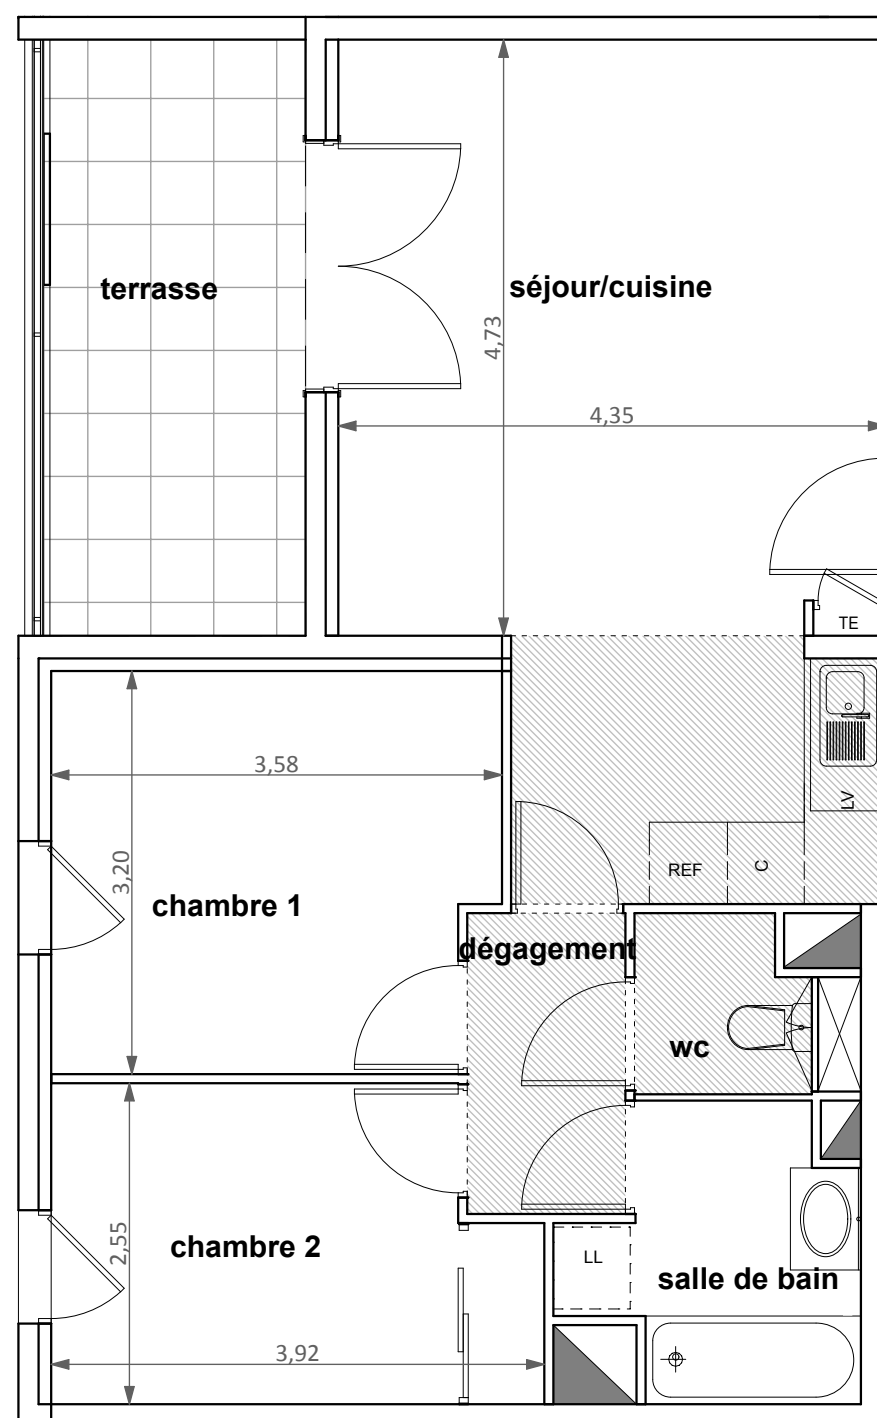 terrasse
séjour/cuisine
4,73
4,35
TE
3,58
3,20
LV
REF
C
chambre 1
dégagement
wc
chambre 2
2,55
LL
salle de bain
3,92